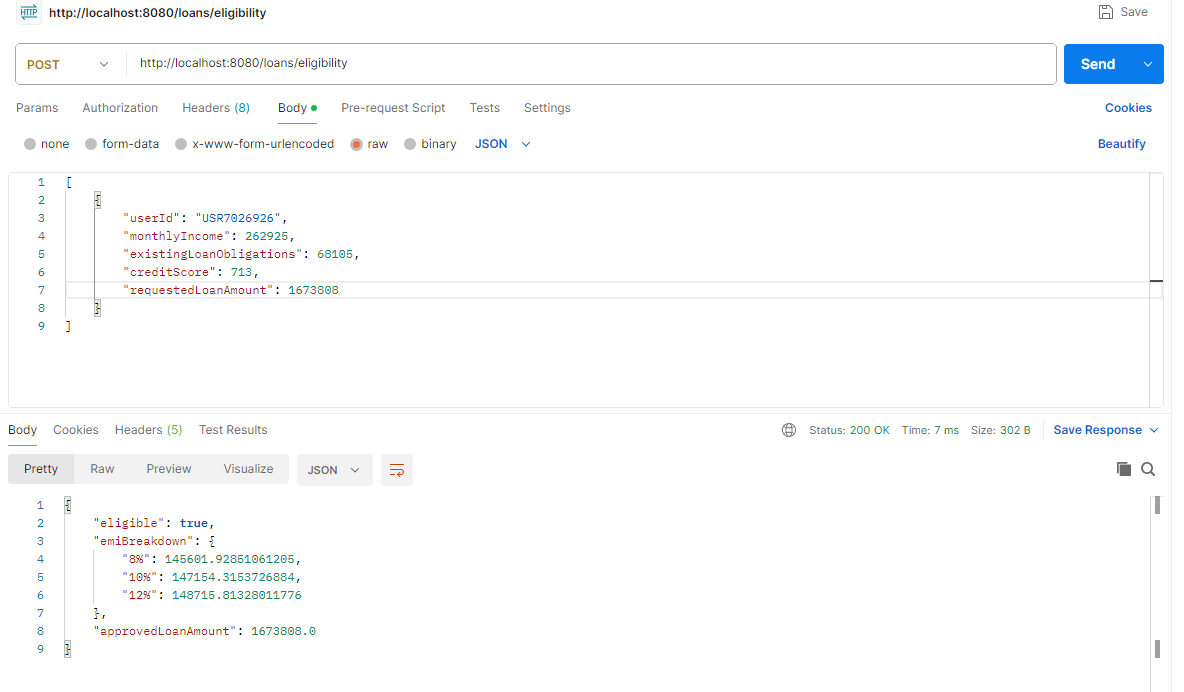 HTTP http://localhost:8080/loans/eligibility Save
POST http://localhost:8080/loans/eligibility Send
Params Authorization Headers (8) Body Pre-request Script Tests Settings Cookies
none form-data x-www-form-urlencoded raw binary JSON Beautify
1 [
2 {
3 "userId": "USR7026926",
4 "monthlyIncome": 262925,
5 "existingLoanObligations": 68105,
6 "creditScore": 713,
7 "requestedLoanAmount": 1673808
8 }
9 ]
Body Cookies Headers (5) Test Results Status: 200 OK Time: 7 ms Size: 302 B Save Response
Pretty Raw Preview Visualize JSON
1 {
2 "eligible": true,
3 "emiBreakdown": {
4 "8%": 145601.92851061205,
5 "10%": 147154.3153726884,
6 "12%": 148715.81328011776
7 },
8 "approvedLoanAmount": 1673808.0
9 }